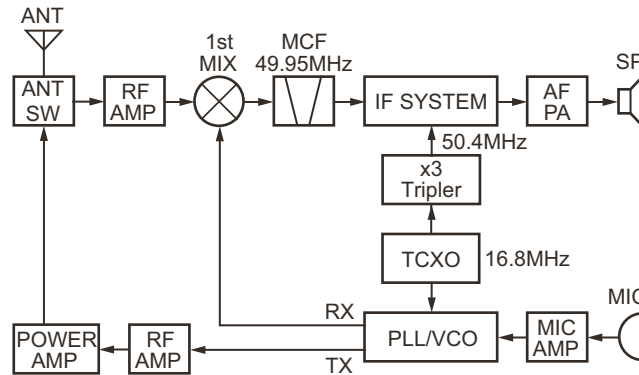 ANT
1st
MIX
MCF
49.95MHz
SP
ANT
SW
RF
AMP
IF SYSTEM
AF
PA
50.4MHz
x3
Tripler
TCXO
16.8MHz
RX
PLL/VCO
MIC
AMP
MIC
TX
POWER
AMP
RF
AMP